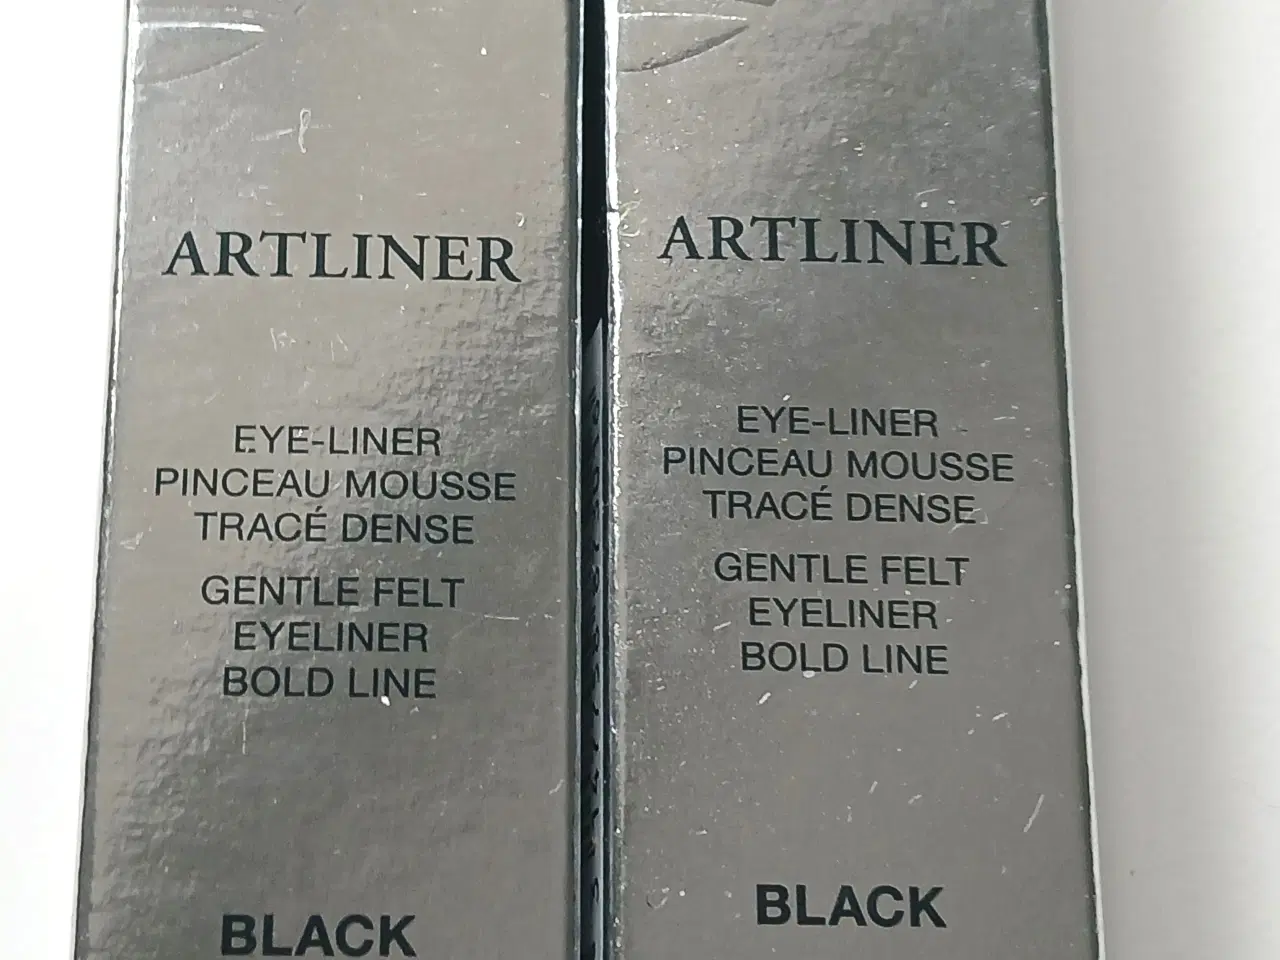 ARTLINER
EYE-LINER
PINCEAU MOUSSE
TRACÉ DENSE
GENTLE FELT
EYELINER
BOLD LINE
BLACK
ARTLINER
EYE-LINER
PINCEAU MOUSSE
TRACÉ DENSE
GENTLE FELT
EYELINER
BOLD LINE
BLACK